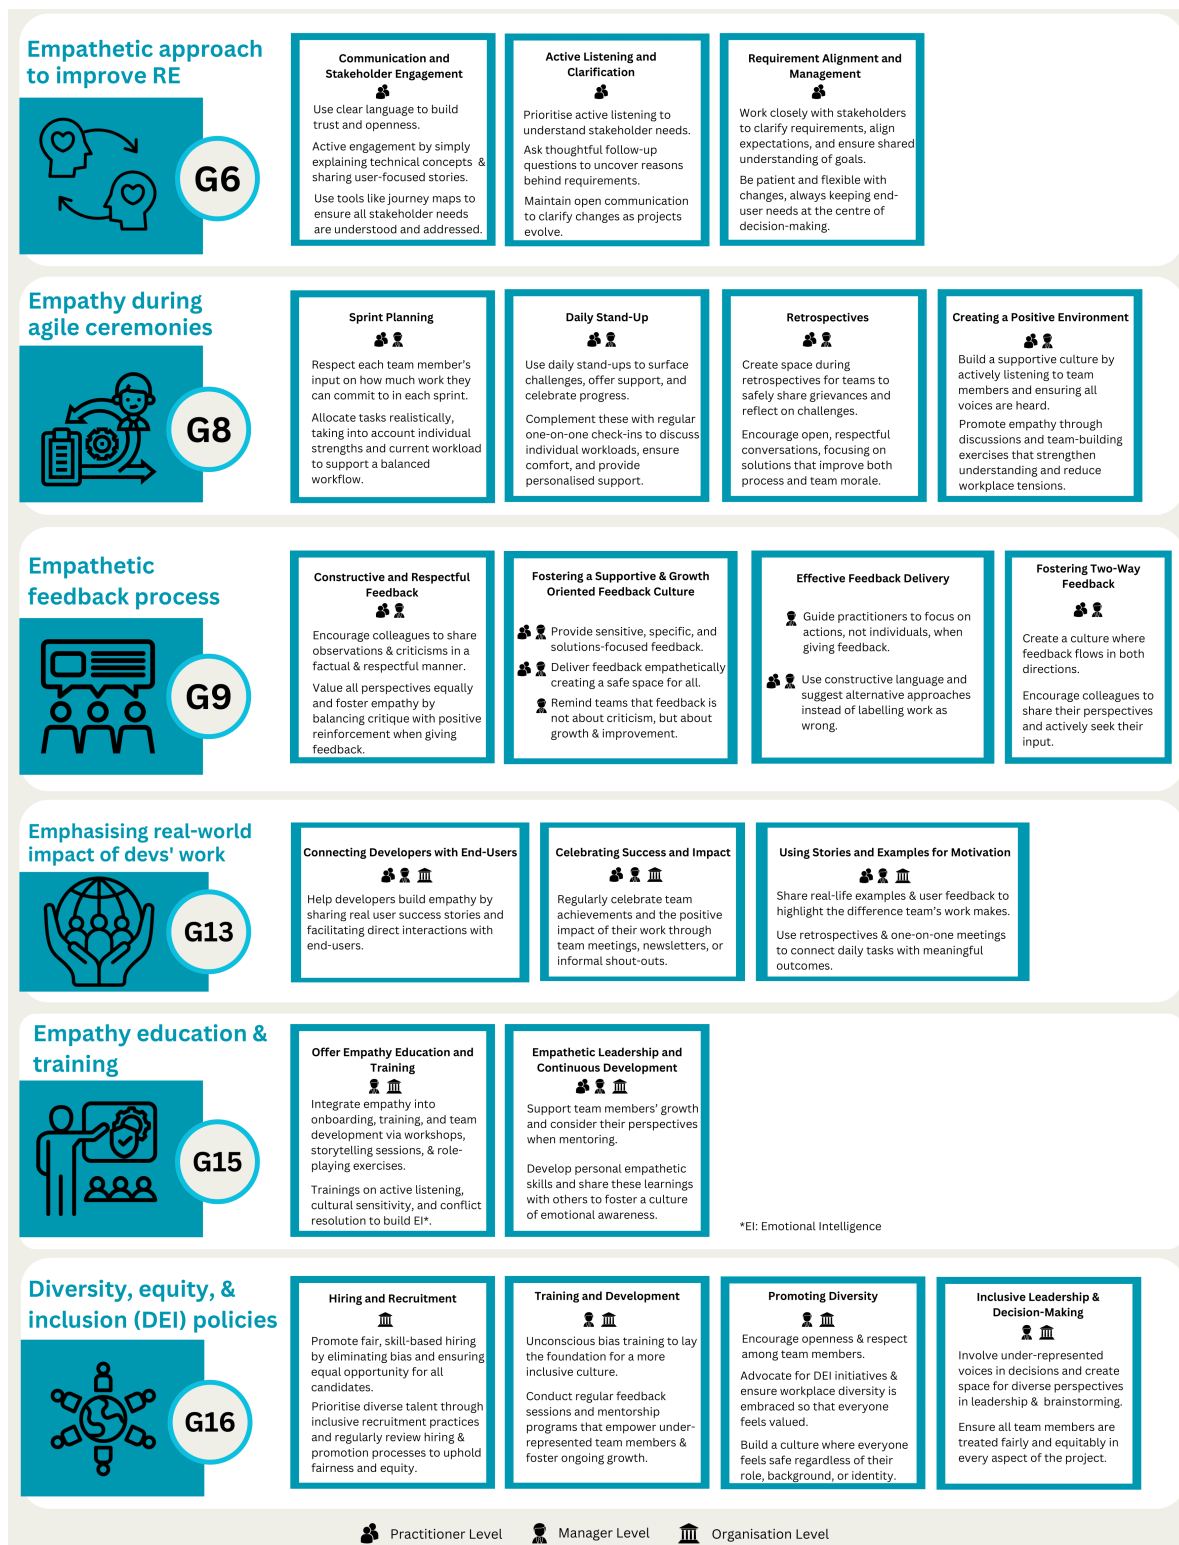 Empathetic approach
to improve RE
G6
Communication and
Stakeholder Engagement
Use clear language to build
trust and openness.
Active engagement by simply
explaining technical concepts &
sharing user-focused stories.
Use tools like journey maps to
ensure all stakeholder needs
are understood and addressed.
Active Listening and
Clarification
Prioritise active listening to
understand stakeholder needs.
Ask thoughtful follow-up
questions to uncover reasons
behind requirements.
Maintain open communication
to clarify changes as projects
evolve.
Requirement Alignment and
Management
Work closely with stakeholders
to clarify requirements, align
expectations, and ensure shared
understanding of goals.
Be patient and flexible with
changes, always keeping end-
user needs at the centre of
decision-making.
Empathy during
agile ceremonies
G8
Sprint Planning
Respect each team member's
input on how much work they
can commit to in each sprint.
Allocate tasks realistically,
taking into account individual
strengths and current workload
to support a balanced
workflow.
Daily Stand-Up
Use daily stand-ups to surface
challenges, offer support, and
celebrate progress.
Complement these with regular
one-on-one check-ins to discuss
individual workloads, ensure
comfort, and provide
personalised support.
Retrospectives
Create space during
retrospectives for teams to
safely share grievances and
reflect on challenges.
Encourage open, respectful
conversations, focusing on
solutions that improve both
process and team morale.
Creating a Positive Environment
Build a supportive culture by
actively listening to team
members and ensuring all
voices are heard.
Promote empathy through
discussions and team-building
exercises that strengthen
understanding and reduce
workplace tensions.
Empathetic
feedback process
G9
Constructive and Respectful
Feedback
Encourage colleagues to share
observations & criticisms in a
factual & respectful manner.
Value all perspectives equally
and foster empathy by
balancing critique with positive
reinforcement when giving
feedback.
Fostering a Supportive & Growth
Oriented Feedback Culture
Provide sensitive, specific, and
solutions-focused feedback.
Deliver feedback empathetically
creating a safe space for all.
Remind teams that feedback is
not about criticism, but about
growth & improvement.
Effective Feedback Delivery
Guide practitioners to focus on
actions, not individuals, when
giving feedback.
Use constructive language and
suggest alternative approaches
instead of labelling work as
wrong.
Fostering Two-Way
Feedback
Create a culture where
feedback flows in both
directions.
Encourage colleagues to
share their perspectives
and actively seek their
input.
Emphasising real-world
impact of devs' work
G13
Connecting Developers with End-Users
Help developers build empathy by
sharing real user success stories and
facilitating direct interactions with
end-users.
Celebrating Success and Impact
Regularly celebrate team
achievements and the positive
impact of their work through
team meetings, newsletters, or
informal shout-outs.
Using Stories and Examples for Motivation
Share real-life examples & user feedback to
highlight the difference team's work makes.
Use retrospectives & one-on-one meetings
to connect daily tasks with meaningful
outcomes.
Empathy education &
training
G15
Offer Empathy Education and
Training
Integrate empathy into
onboarding, training, and team
development via workshops,
storytelling sessions, & role-
playing exercises.
Trainings on active listening,
cultural sensitivity, and conflict
resolution to build EI*.
Empathetic Leadership and
Continuous Development
Support team members' growth
and consider their perspectives
when mentoring.
Develop personal empathetic
skills and share these learnings
with others to foster a culture
of emotional awareness.
*EI: Emotional Intelligence
Diversity, equity, &
inclusion (DEI) policies
G16
Hiring and Recruitment
Promote fair, skill-based hiring
by eliminating bias and ensuring
equal opportunity for all
candidates.
Prioritise diverse talent through
inclusive recruitment practices
and regularly review hiring &
promotion processes to uphold
fairness and equity.
Training and Development
Unconscious bias training to lay
the foundation for a more
inclusive culture.
Conduct regular feedback
sessions and mentorship
programs that empower under-
represented team members &
foster ongoing growth.
Promoting Diversity
Encourage openness & respect
among team members.
Advocate for DEI initiatives &
ensure workplace diversity is
embraced so that everyone
feels valued.
Build a culture where everyone
feels safe regardless of their
role, background, or identity.
Inclusive Leadership &
Decision-Making
Involve under-represented
voices in decisions and create
space for diverse perspectives
in leadership & brainstorming.
Ensure all team members are
treated fairly and equitably in
every aspect of the project.
Practitioner Level
Manager Level
Organisation Level